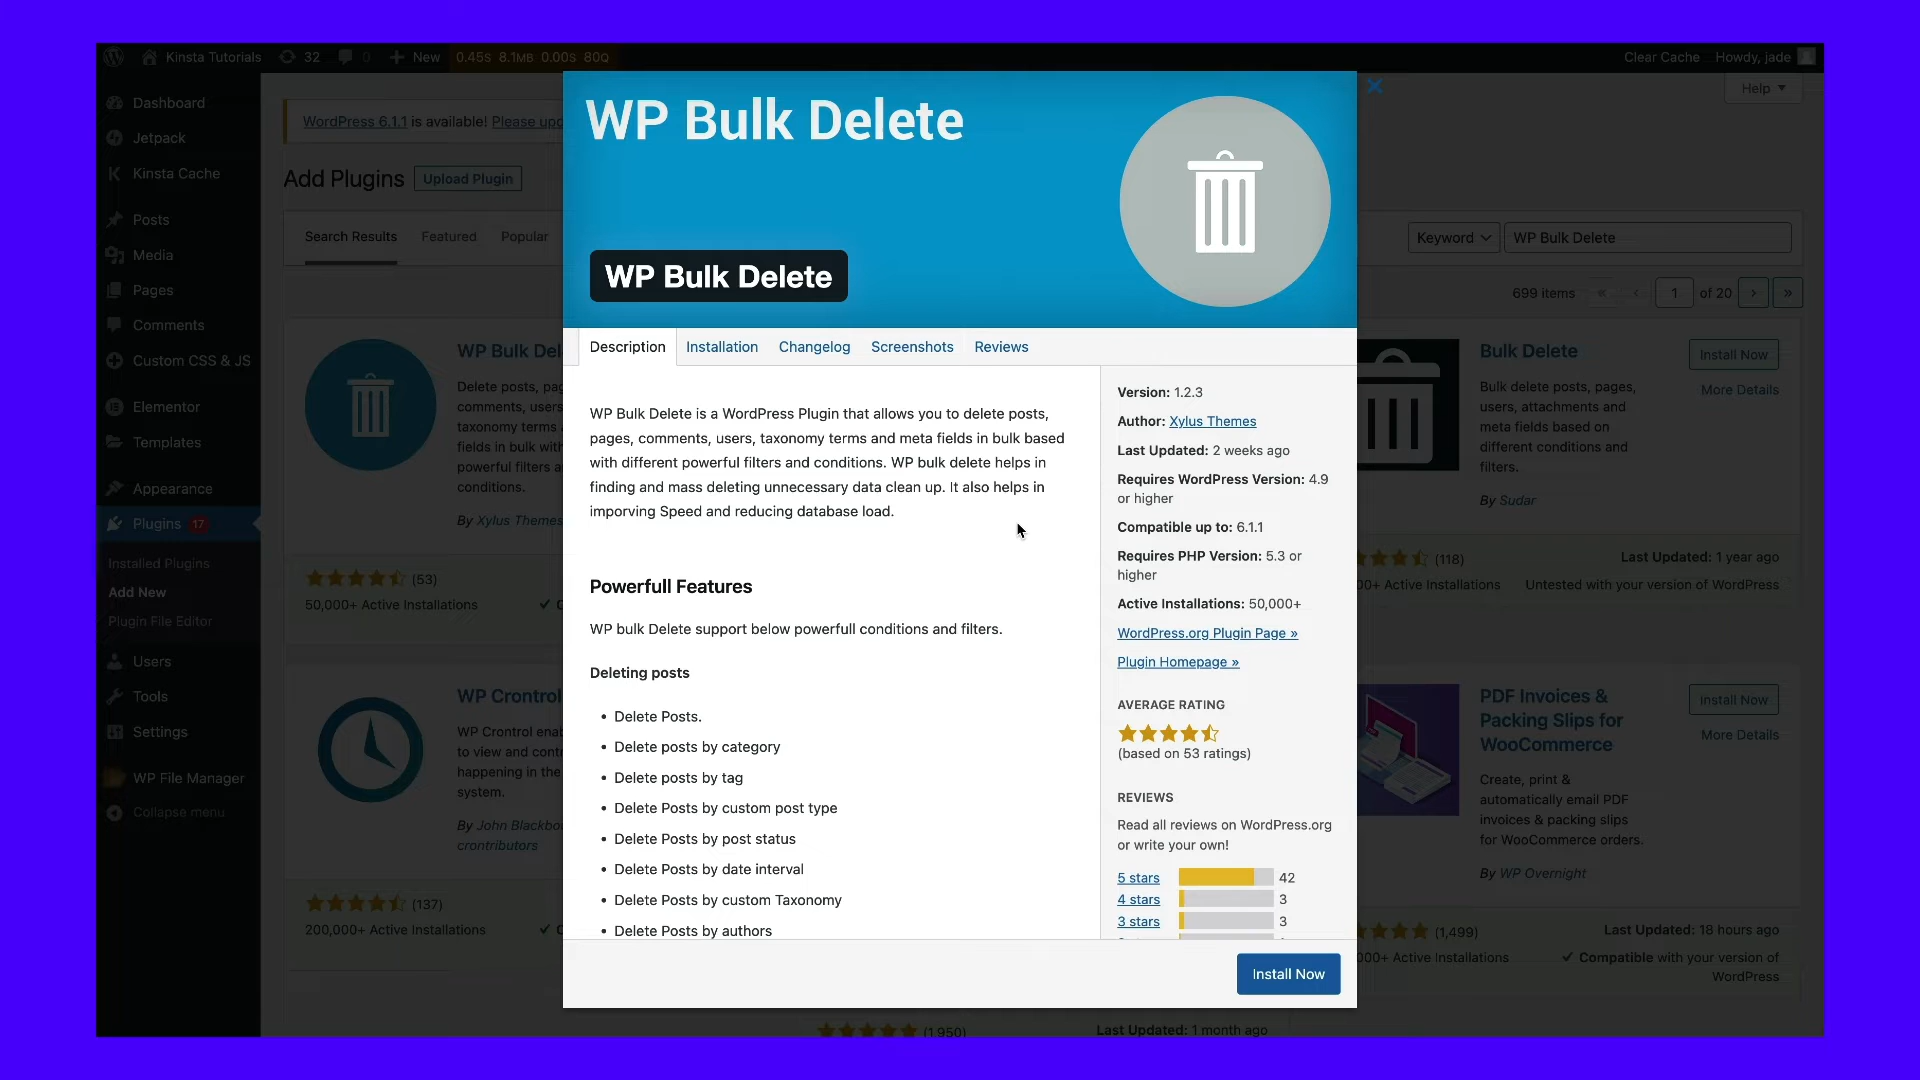 Kinsta Tutorials 32 0 New 0.45S 8.1MB 0.00S 80Q
Clear Cache Howdy, jade
Help
Dashboard
Jetpack
Kinsta Cache
Posts
Media
Pages
Comments
Custom CSS & JS
Elementor
Templates
Appearance
Plugins 17
Installed Plugins
Add New
Plugin File Editor
Users
Tools
Settings
WP File Manager
Collapse menu
WordPress 6.1.1 is available! Please
Add Plugins Upload Plugin
Search Results Featured Popular
Keyword WP Bulk Delete
699 items « ‹ 1 of 20 › »
WP Bulk
Delete posts,
comments, users
taxonomy terms
fields in bulk with
powerful filters
conditions.
By Xylus Themes
(53)
50,000+ Active Installations
WP Crontrol
WP Crontrol
to view and
happening in the
system.
By John
crontributors
(137)
200,000+ Active Installations
WP Bulk Delete
WP Bulk Delete
Description Installation Changelog Screenshots Reviews
WP Bulk Delete is a WordPress Plugin that allows you to delete posts,
pages, comments, users, taxonomy terms and meta fields in bulk based
with different powerful filters and conditions. WP bulk delete helps in
finding and mass deleting unnecessary data clean up. It also helps in
imporving Speed and reducing database load.
Powerfull Features
WP bulk Delete support below powerfull conditions and filters.
Deleting posts
• Delete Posts.
• Delete posts by category
• Delete posts by tag
• Delete Posts by custom post type
• Delete Posts by post status
• Delete Posts by date interval
• Delete Posts by custom Taxonomy
• Delete Posts by authors
Version: 1.2.3
Author: Xylus Themes
Last Updated: 2 weeks ago
Requires WordPress Version: 4.9
or higher
Compatible up to: 6.1.1
Requires PHP Version: 5.3 or
higher
Active Installations: 50,000+
WordPress.org Plugin Page »
Plugin Homepage »
AVERAGE RATING
(based on 53 ratings)
REVIEWS
Read all reviews on WordPress.org
or write your own!
5 stars 42
4 stars 3
3 stars 3
Install Now
Bulk Delete
Install Now
More Details
Bulk delete posts, pages,
users, attachments and
meta fields based on
different conditions and
filters.
By Sudar
(118)
Last Updated: 1 year ago
00+ Active Installations
Untested with your version of WordPress
PDF Invoices &
Packing Slips for
WooCommerce
Install Now
More Details
Create, print &
automatically email PDF
invoices & packing slips
for WooCommerce orders.
By WP Overnight
(1,499)
Last Updated: 18 hours ago
000+ Active Installations
✓ Compatible with your version of
WordPress
(1,950)
Last Updated: 1 month ago